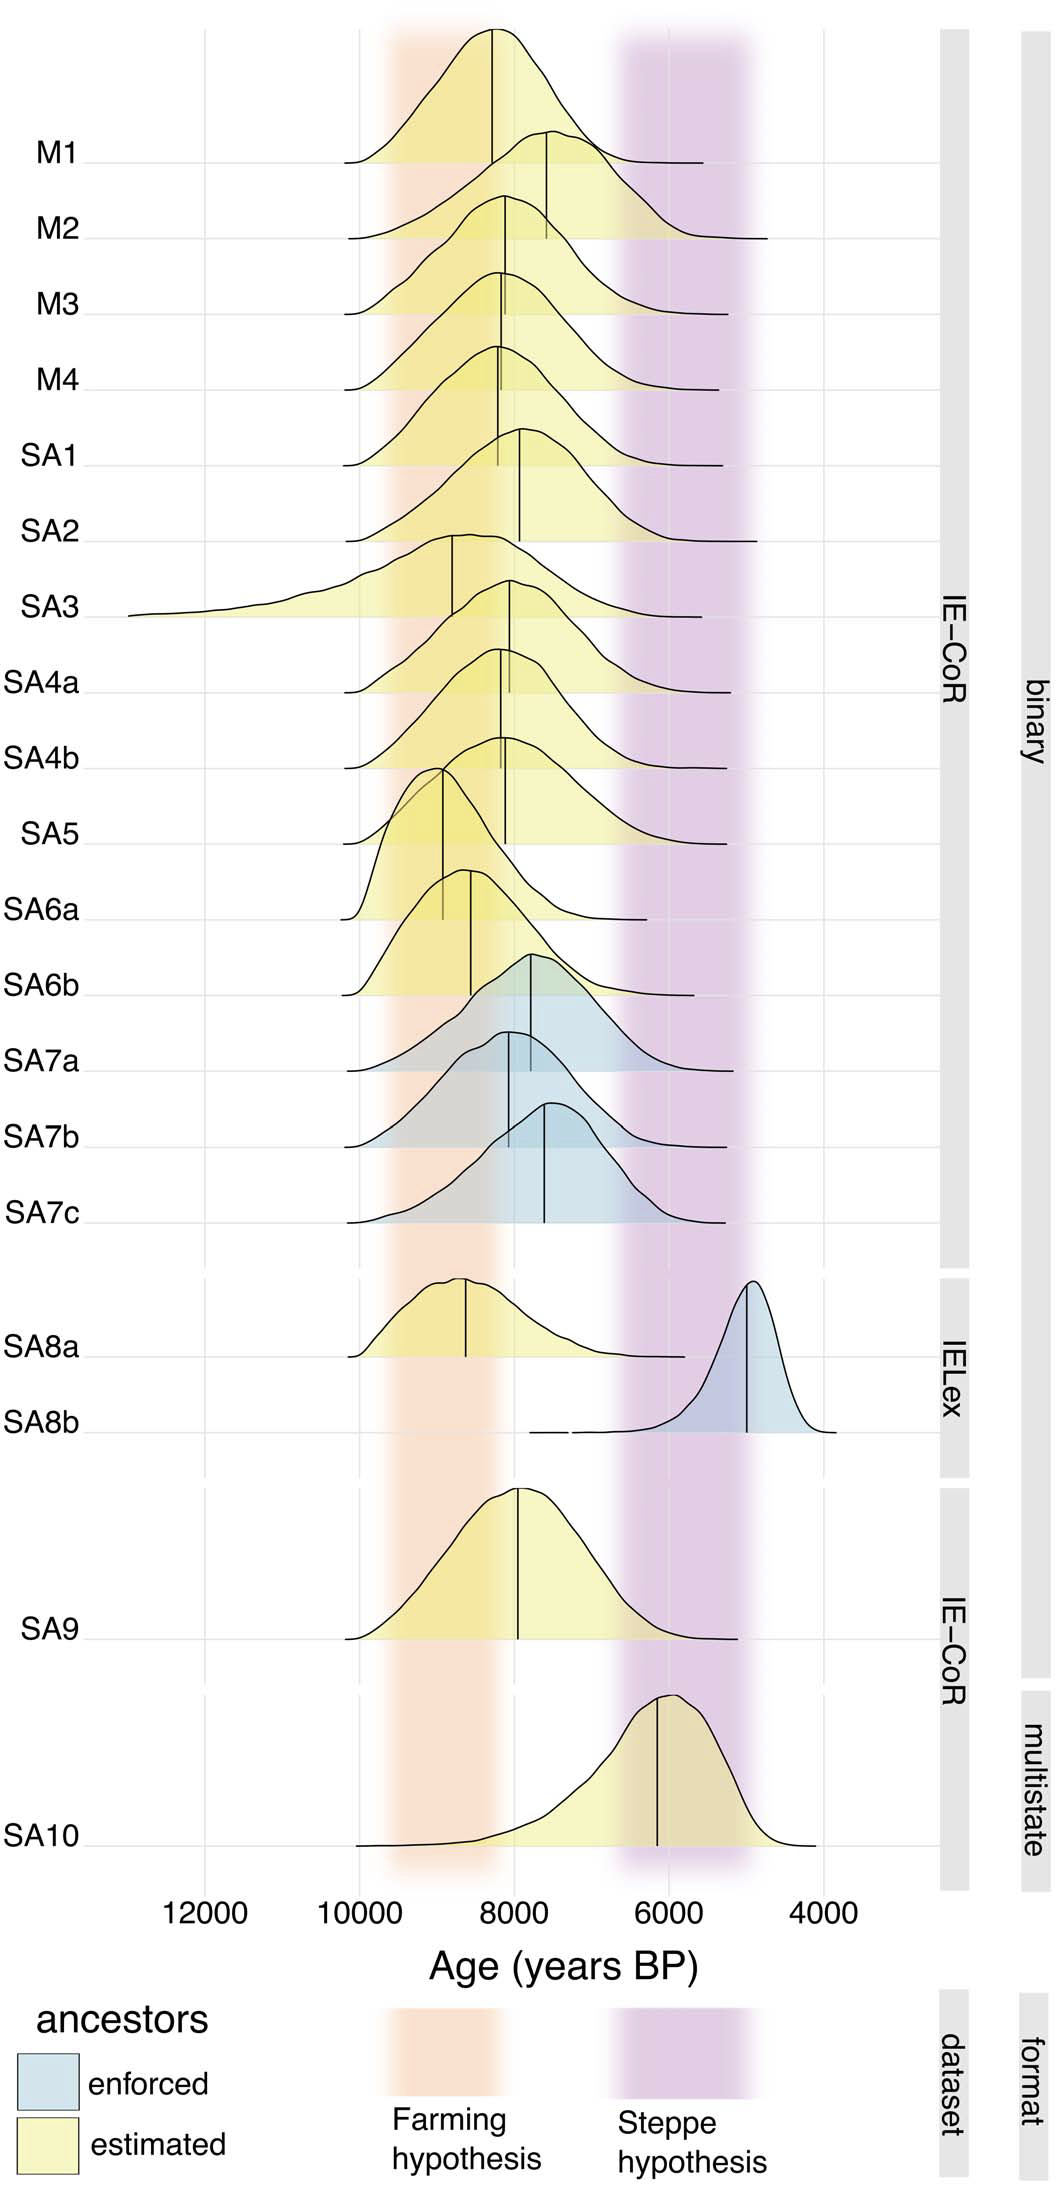 M1
M2
M3
M4
SA1
SA2
SA3
SA4a
SA4b
SA5
SA6a
SA6b
SA7a
SA7b
SA7c
SA8a
SA8b
SA9
SA10
IE−CoR
IELex
IE−CoR
binary
multistate
12000 10000 8000 6000 4000
Age (years BP)
ancestors
enforced
estimated
Farming
hypothesis
Steppe
hypothesis
dataset
format